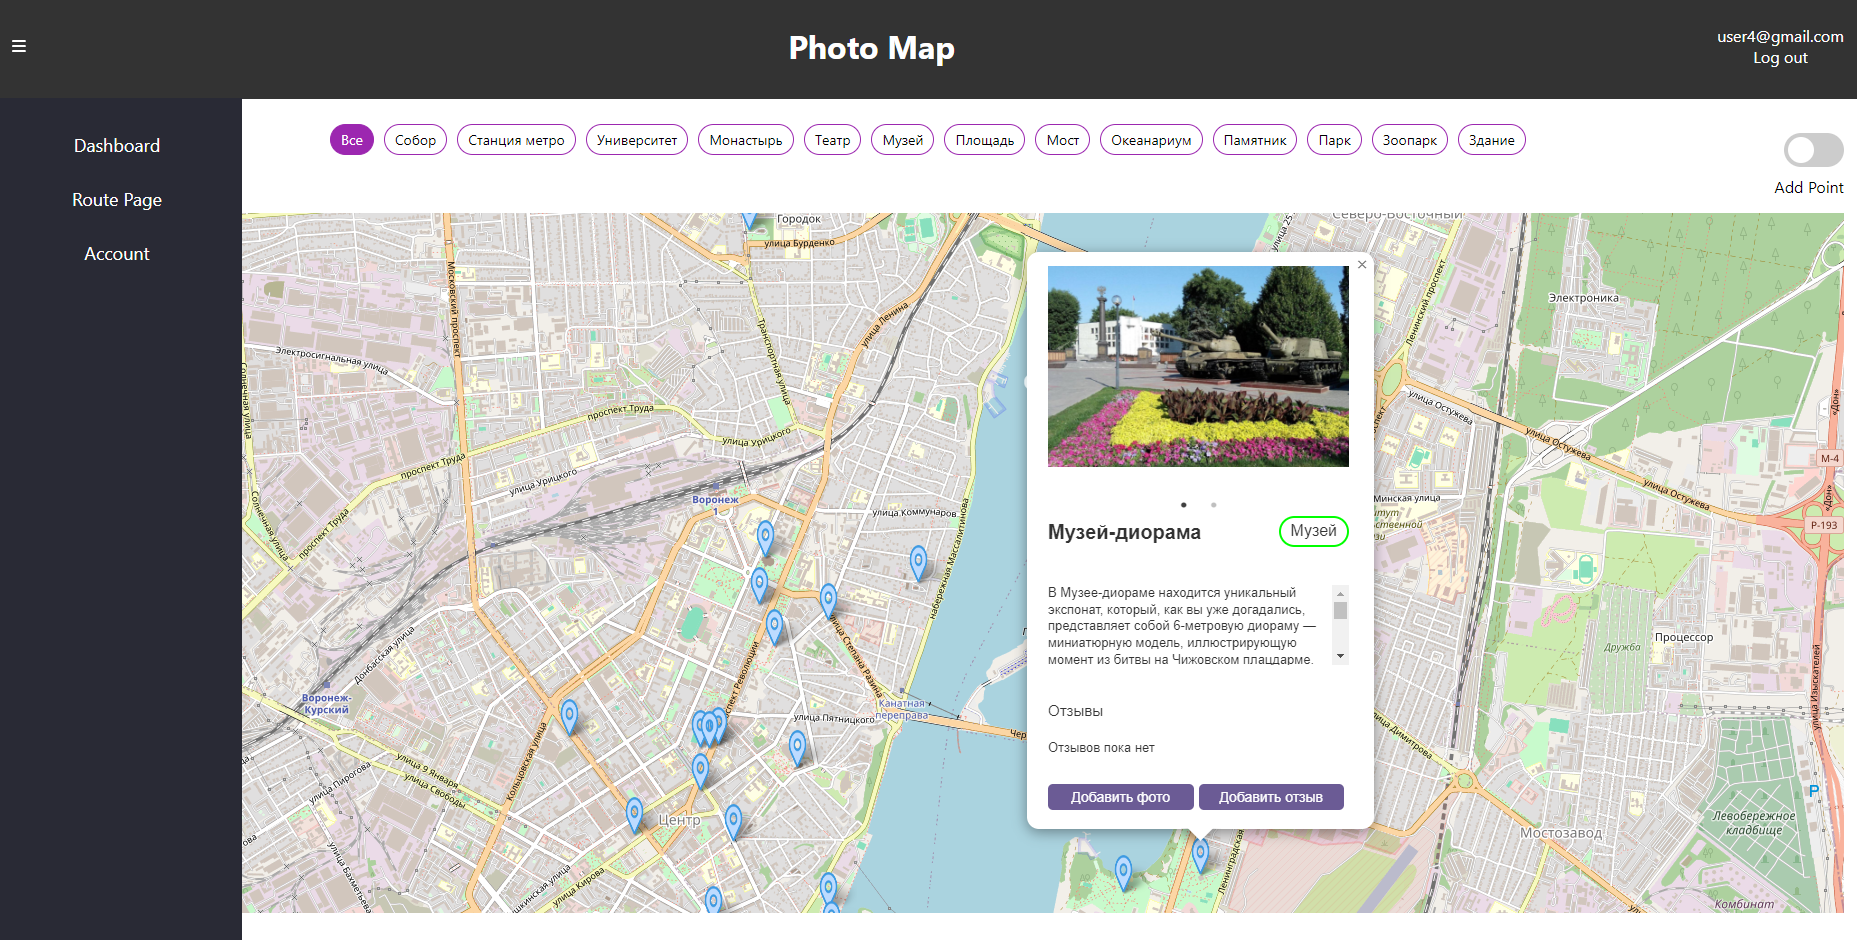 Photo Map
user4@gmail.com
Log out
Dashboard
Route Page
Account
Все
Собор
Станция метро
Университет
Монастырь
Театр
Музей
Площадь
Мост
Океанариум
Памятник
Парк
Зоопарк
Здание
Add Point
Городок
улица Бурденко
Северо-Восточный
улица 25
Московский проспект
Транспортная улица
улица Ленина
Электроника
Ленинский проспект
Электросигнальная улица
Солнечная улица
проспект Труда
улица Урицкого
проспект Труда
улица Урицкого
улица Остужева
улица Остужева
улица Остужева
«Дон»
М-4
«Дон»
Р-193
Солнечная улица
проспект Труда
Воронеж
1
улица Коммунаров
набережная Массалитинова
Минская улица
×
Музей-диорама
Музей
В Музее-диораме находится уникальный
экспонат, который, как вы уже догадались,
представляет собой 6-метровую диораму —
миниатюрную модель, иллюстрирующую
момент из битвы на Чижовском плацдарме.
Отзывы
Отзывов пока нет
Добавить фото
Добавить отзыв
Донбасская улица
Воронеж-
Курский
улица Степана Разина
улица Пятницкого
Канатная
переправа
Процессор
Дружба
улица Изыскателей
улица Димитрова
Кольцовская улица
улица 9 Января
улица Свободы
улица Пирогова
Центр
улица Бахметьева
улица Кирова
Ленинградская
Мостозавод
P
Левобережное
кладбище
Комбинат